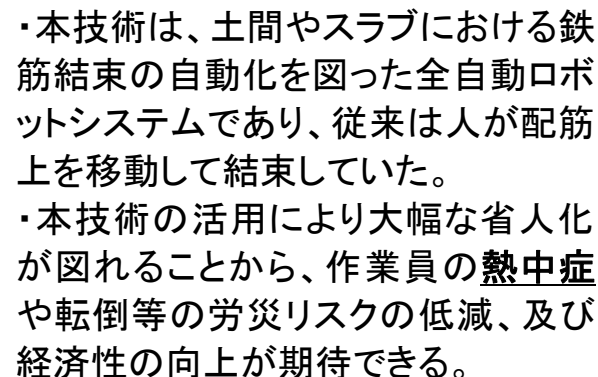 ・本技術は、土間やスラブにおける鉄
筋結束の自動化を図った全自動ロボ
ットシステムであり、従来は人が配筋
上を移動して結束していた。
・本技術の活用により大幅な省人化
が図れることから、作業員の熱中症
や転倒等の労災リスクの低減、及び
経済性の向上が期待できる。